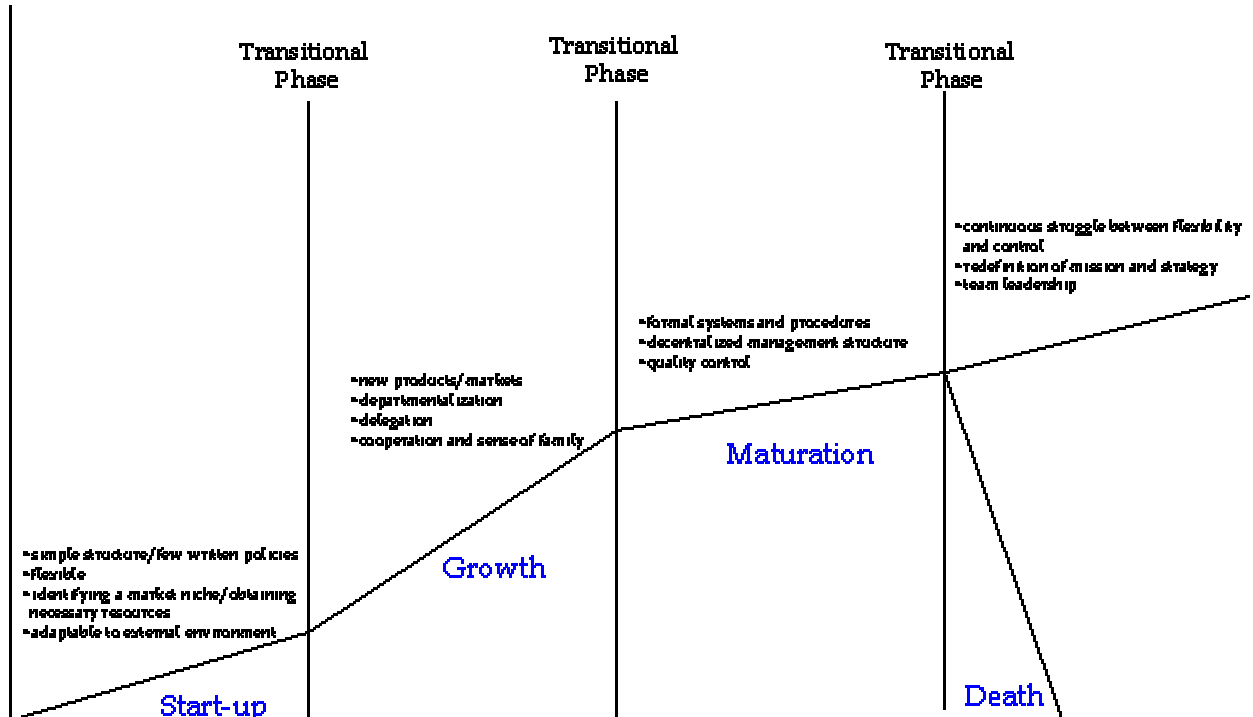 Transitional
Phase
Transitional
Phase
Transitional
Phase
-continuous struggle between flexibility
and control
-redefinition of mission and strategy
-team leadership
-formal systems and procedures
-decentralized management structure
-quality control
-new products/markets
-departmentalization
-delegation
-cooperation and sense of family
Maturation
-simple structure/few written policies
-flexible
-identifying a market niche/obtaining
necessary resources
-adaptable to external environment
Growth
Start-up
Death